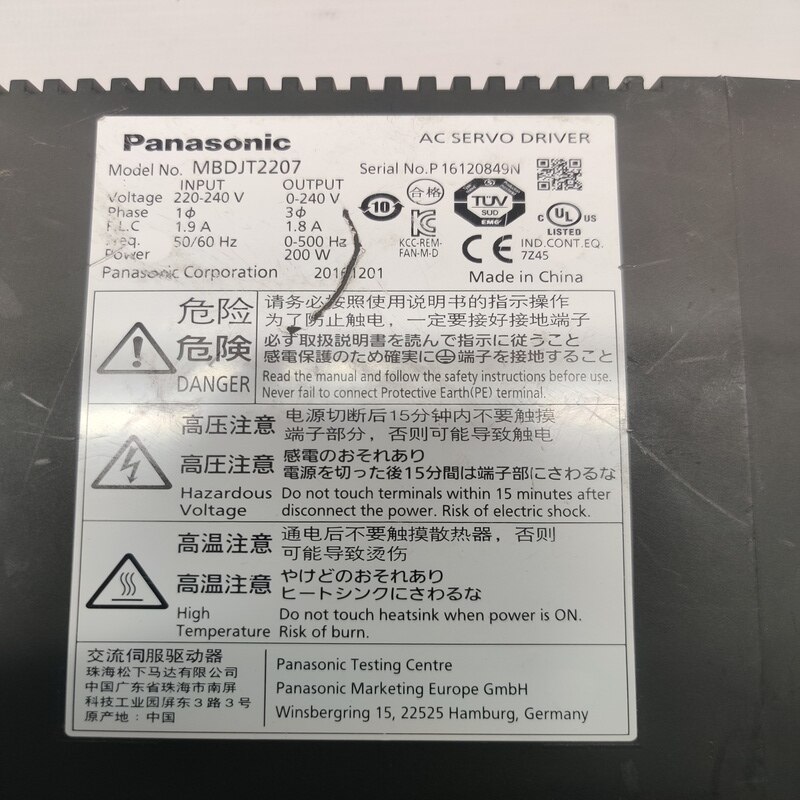 Panasonic AC SERVO DRIVER
Model No. MBDJT2207 Serial No.P16120849N
INPUT OUTPUT
Voltage 220-240 V 0-240 V
Phase 1ϕ 3ϕ
F.L.C 1.9 A 1.8 A
Freq. 50/60 Hz 0-500 Hz
Power 200 W
Panasonic Corporation 20161201
10
合格
KCC-REM-
FAN-M-D
TÜV
SUD
EMC
CE
c UL US
LISTED
IND.CONT.EQ.
7Z45
Made in China
危险 请务必按照使用说明书的指示操作
为了防止触电，一定要接好接地端子
危険 必ず取扱説明書を読んで指示に従うこと
感電保護のため確実に⏚端子を接地すること
DANGER Read the manual and follow the safety instructions before use.
Never fail to connect Protective Earth(PE) terminal.
高压注意 电源切断后15分钟内不要触摸
端子部分，否则可能导致触电
高圧注意 感電のおそれあり
電源を切った後15分間は端子部にさわるな
Hazardous Do not touch terminals within 15 minutes after
Voltage disconnect the power. Risk of electric shock.
高温注意 通电后不要触摸散热器，否则
可能导致烫伤
高温注意 やけどのおそれあり
ヒートシンクにさわるな
High Do not touch heatsink when power is ON.
Temperature Risk of burn.
交流伺服驱动器
珠海松下马达有限公司
中国广东省珠海市南屏
科技工业园屏东3路3号
原产地：中国
Panasonic Testing Centre
Panasonic Marketing Europe GmbH
Winsbergring 15, 22525 Hamburg, Germany